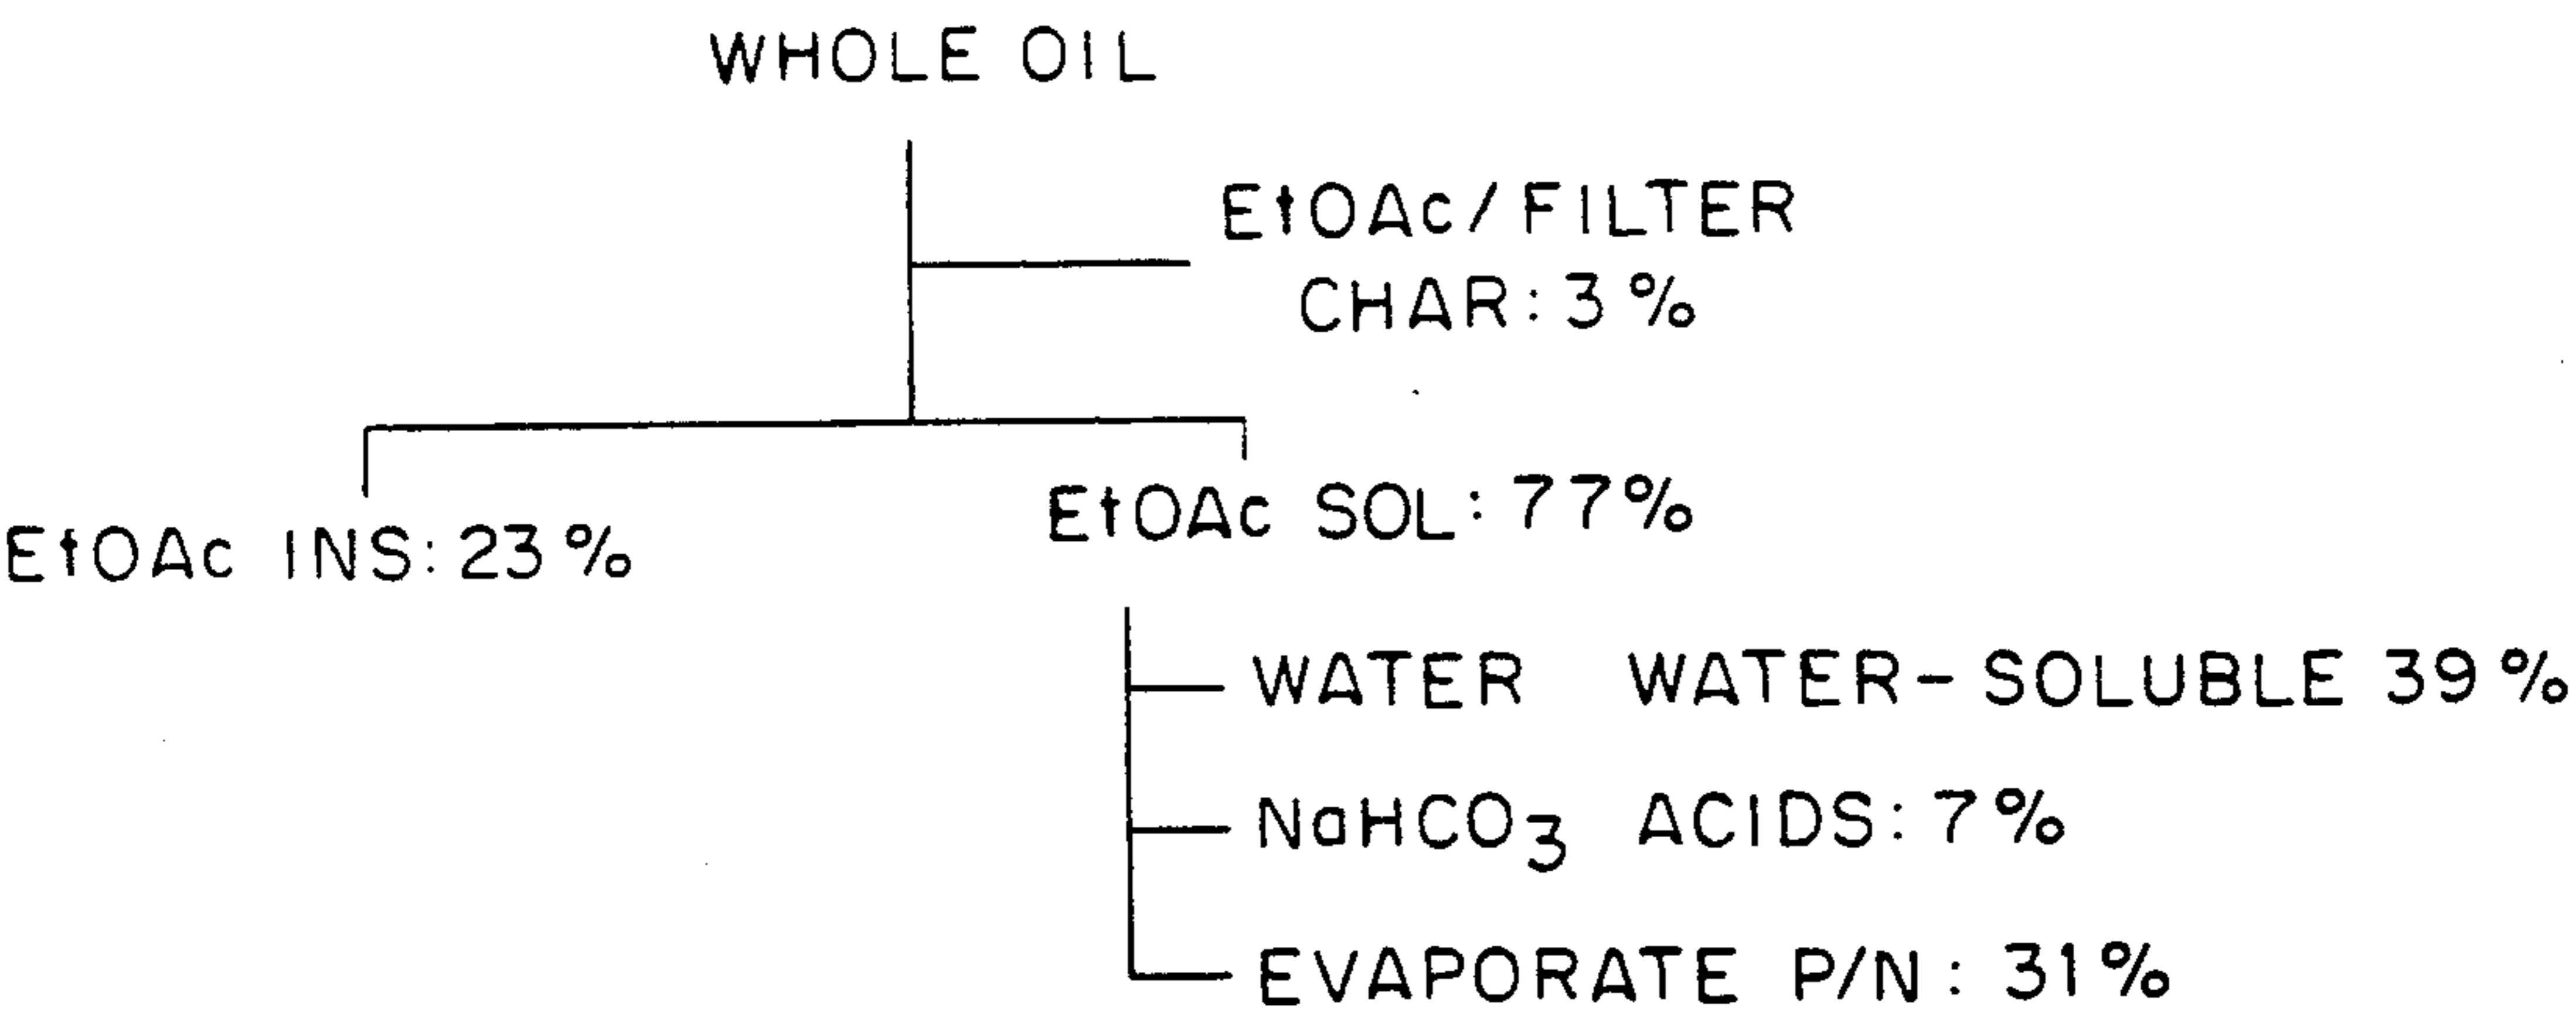 WHOLE OIL
EtOAc/FILTER
CHAR: 3%
EtOAc INS: 23%
EtOAc SOL: 77%
WATER WATER-SOLUBLE 39%
NaHCO₃ ACIDS: 7%
EVAPORATE P/N: 31%